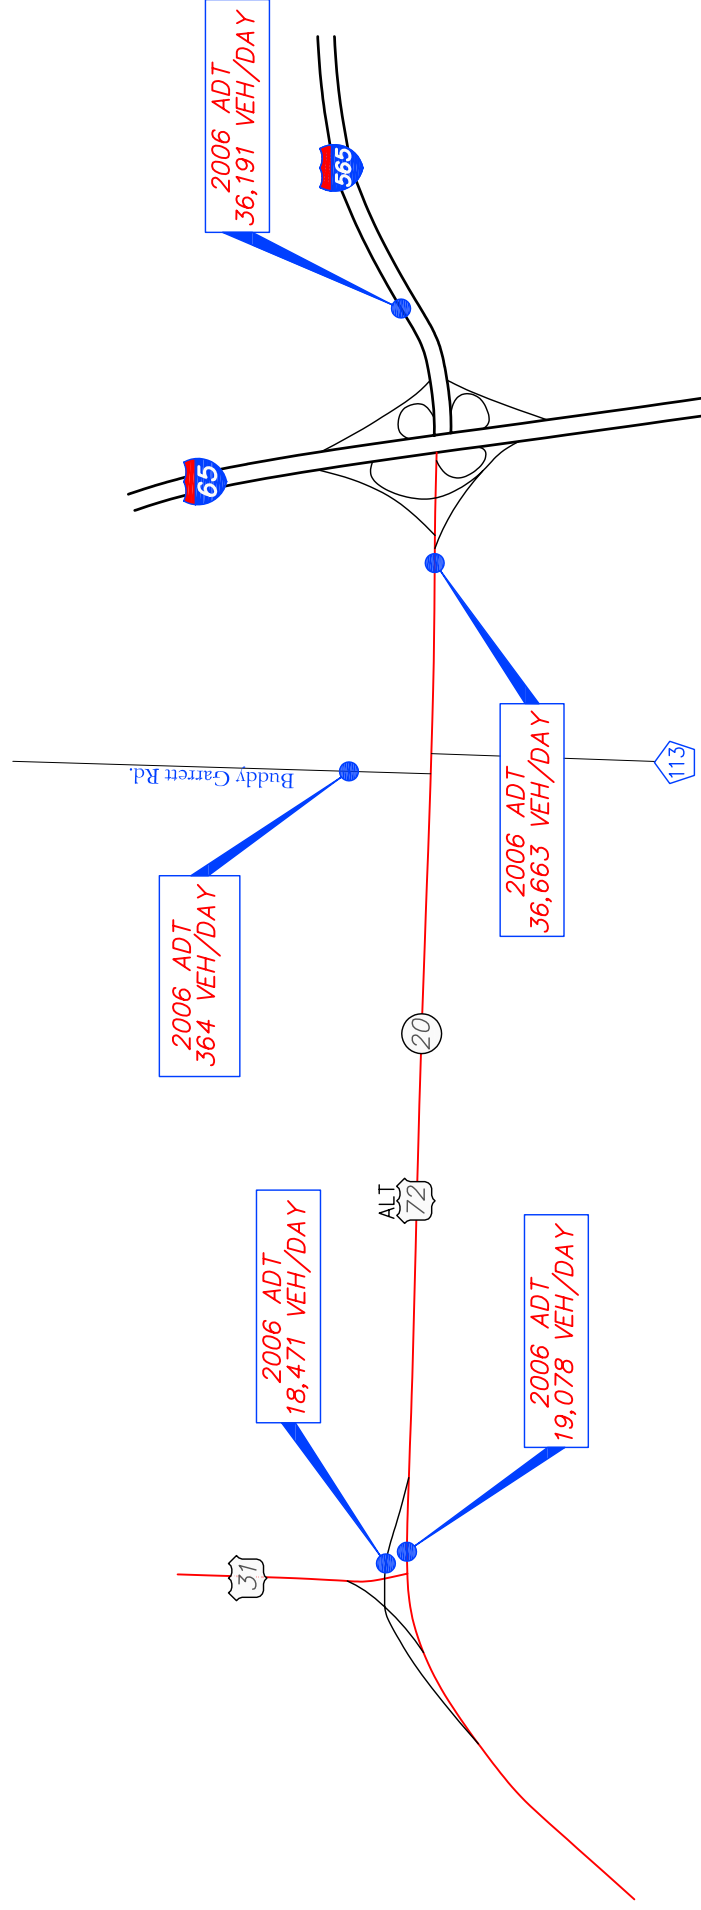 2006 ADT
36,191 VEH/DAY
565
65
2006 ADT
36,663 VEH/DAY
113
Buddy Garrett Rd.
2006 ADT
364 VEH/DAY
20
ALT
72
2006 ADT
18,471 VEH/DAY
2006 ADT
19,078 VEH/DAY
31